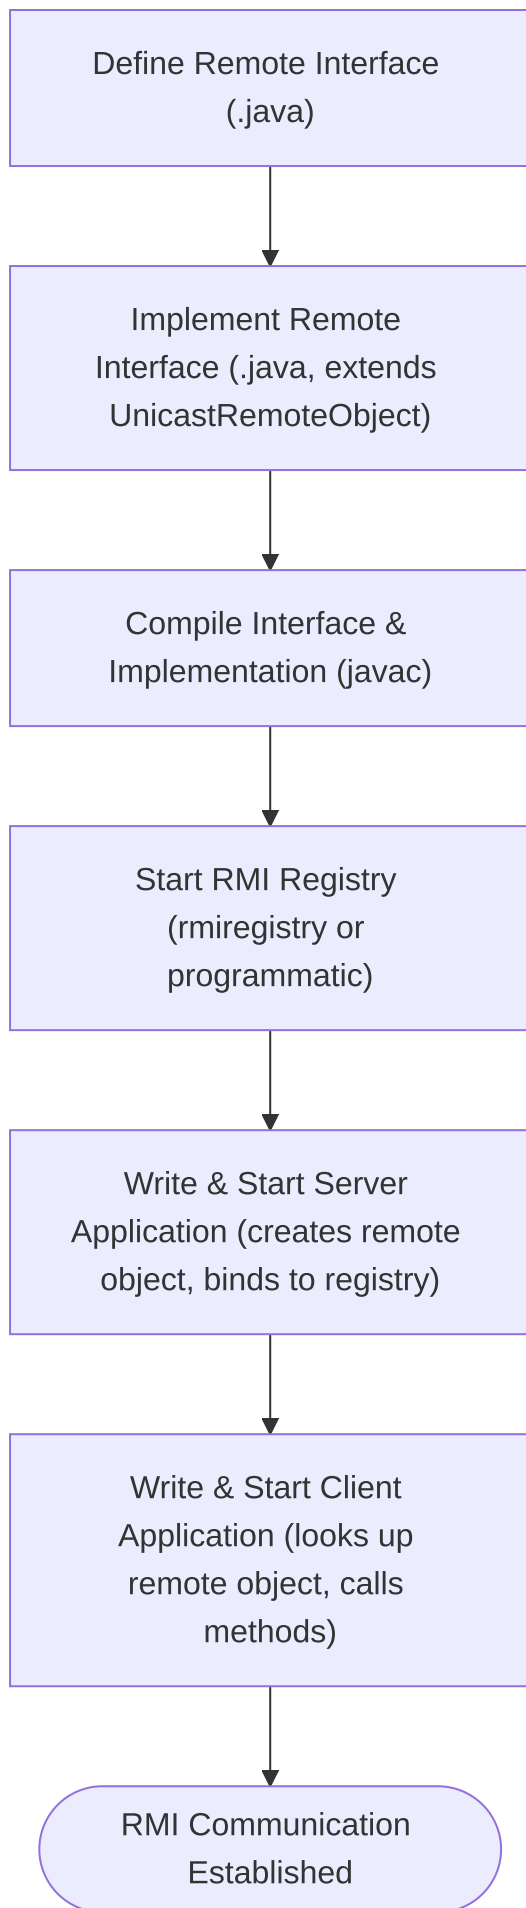 Define Remote Interface
(.java)
Implement Remote
Interface (.java, extends
UnicastRemoteObject)
Compile Interface &
Implementation (javac)
Start RMI Registry
(rmiregistry or
programmatic)
Write & Start Server
Application (creates remote
object, binds to registry)
Write & Start Client
Application (looks up
remote object, calls
methods)
RMI Communication
Established